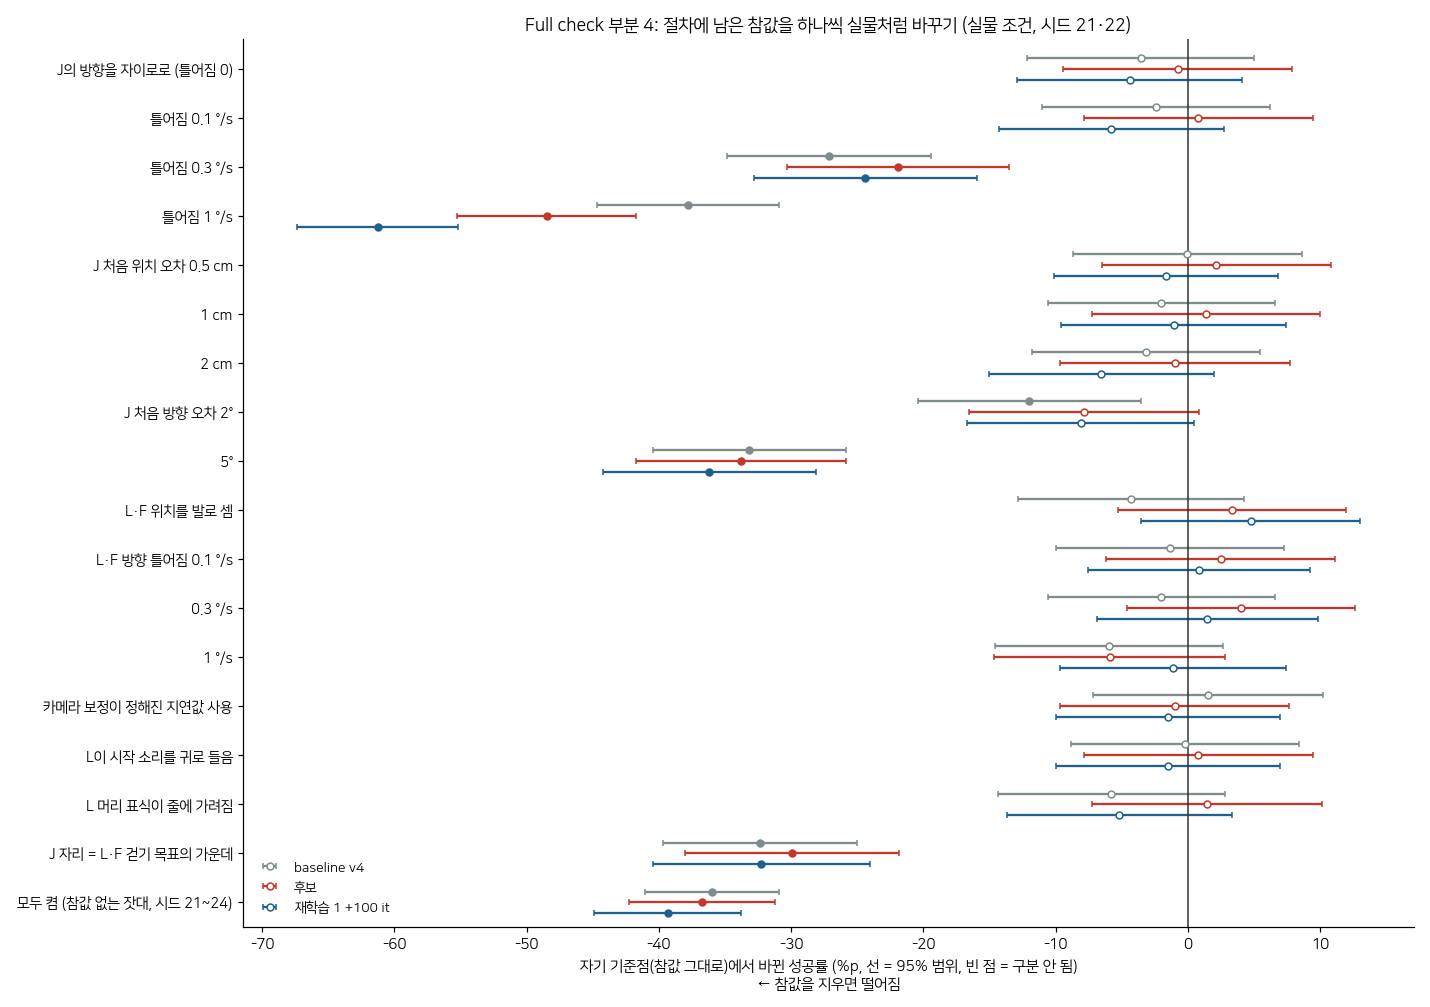 Full check 부분 4: 절차에 남은 참값을 하나씩 실물처럼 바꾸기 (실물 조건, 시드 21·22)
J의 방향을 자이로로 (틀어짐 0)
틀어짐 0.1 °/s
틀어짐 0.3 °/s
틀어짐 1 °/s
J 처음 위치 오차 0.5 cm
1 cm
2 cm
J 처음 방향 오차 2°
5°
L·F 위치를 발로 셈
L·F 방향 틀어짐 0.1 °/s
0.3 °/s
1 °/s
카메라 보정이 정해진 지연값 사용
L이 시작 소리를 귀로 들음
L 머리 표식이 줄에 가려짐
J 자리 = L·F 걷기 목표의 가운데
모두 켬 (참값 없는 잣대, 시드 21~24)
baseline v4
후보
재학습 1 +100 it
-70 -60 -50 -40 -30 -20 -10 0 10
자기 기준점(참값 그대로)에서 바뀐 성공률 (%p, 선 = 95% 범위, 빈 점 = 구분 안 됨)
← 참값을 지우면 떨어짐